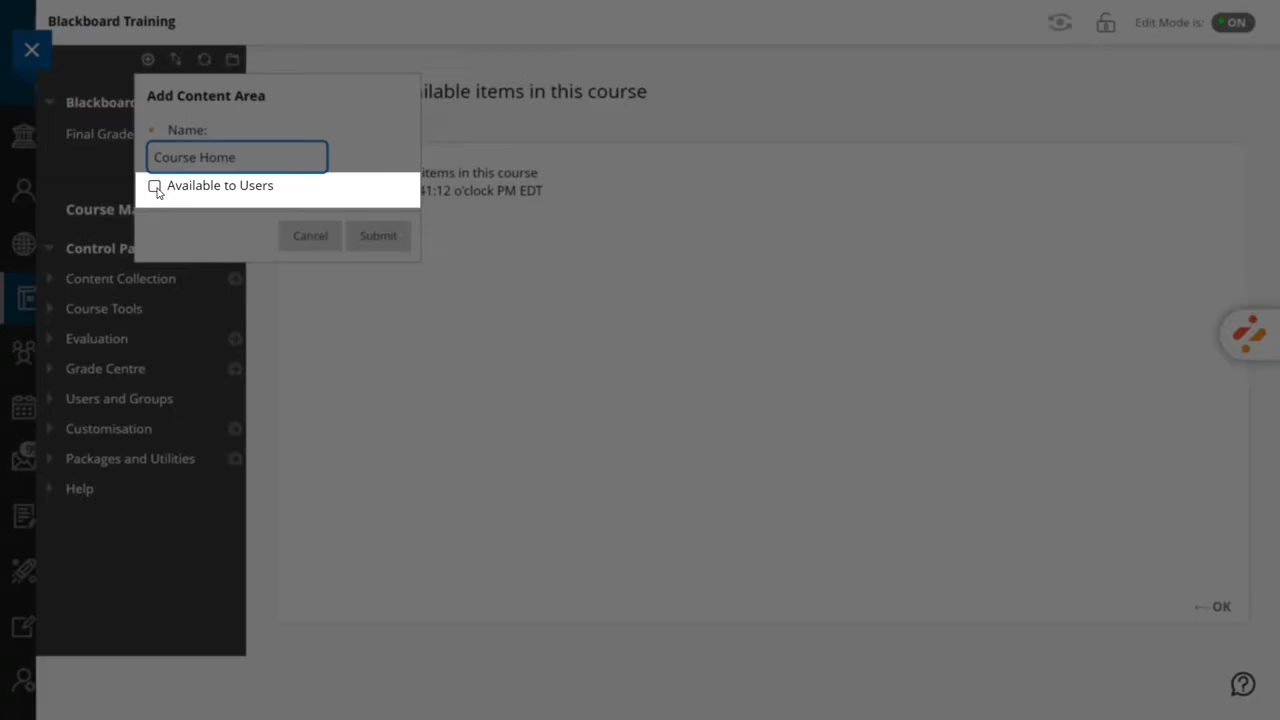 Blackboard Training
Edit Mode is:
ON
Add Content Area
ilable items in this course
Blackboard
Final Grade
* Name:
Course Home
items in this course
Available to Users
41:12 o'clock PM EDT
Course Ma
Cancel
Submit
Control Pa
Content Collection
Course Tools
Evaluation
Grade Centre
Users and Groups
Customisation
Packages and Utilities
Help
OK